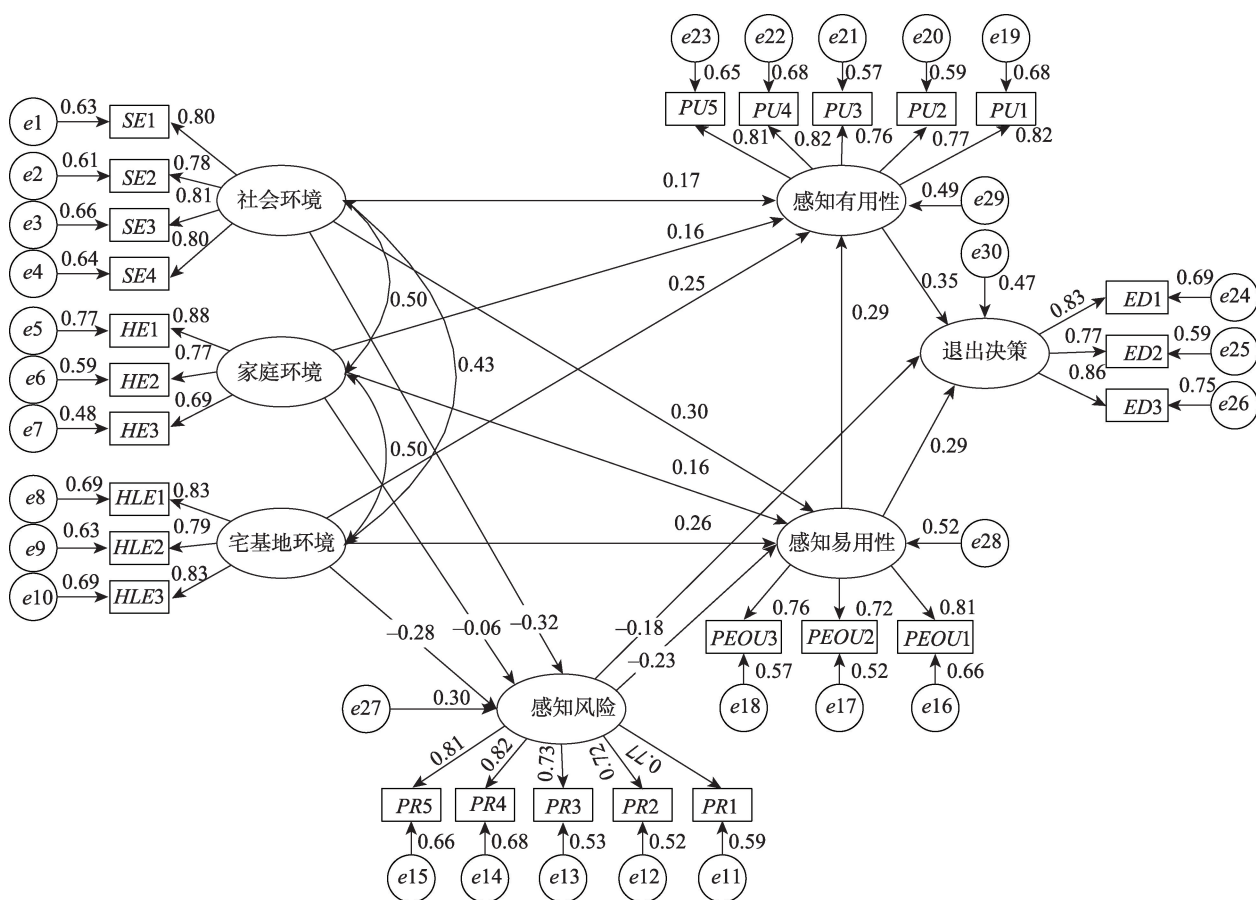 e23 e22 e21 e20 e19
0.65 0.68 0.57 0.59 0.68
PU5 PU4 PU3 PU2 PU1
0.81 0.82 0.76 0.77 0.82
e1 0.63 SE1 0.80
e2 0.61 SE2 0.78
e3 0.66 SE3 0.81
e4 0.64 SE4 0.80
社会环境
0.17
感知有用性
0.49 e29
0.16
0.25
e30
0.47
0.35
0.29
0.50
0.43
e5 0.77 HE1 0.88
e6 0.59 HE2 0.77
e7 0.48 HE3 0.69
家庭环境
退出决策
0.83 ED1 0.69 e24
0.77 ED2 0.59 e25
0.86 ED3 0.75 e26
0.30
0.50
0.16
0.29
e8 0.69 HLE1 0.83
e9 0.63 HLE2 0.79
e10 0.69 HLE3 0.83
宅基地环境
0.26
感知易用性
0.52 e28
0.76 0.72 0.81
PEOU3 PEOU2 PEOU1
0.57 0.52 0.66
e18 e17 e16
–0.28 –0.06 –0.32 –0.18
–0.23
e27 0.30 感知风险
0.81 0.82 0.73 0.72 0.77
PR5 PR4 PR3 PR2 PR1
0.66 0.68 0.53 0.52 0.59
e15 e14 e13 e12 e11